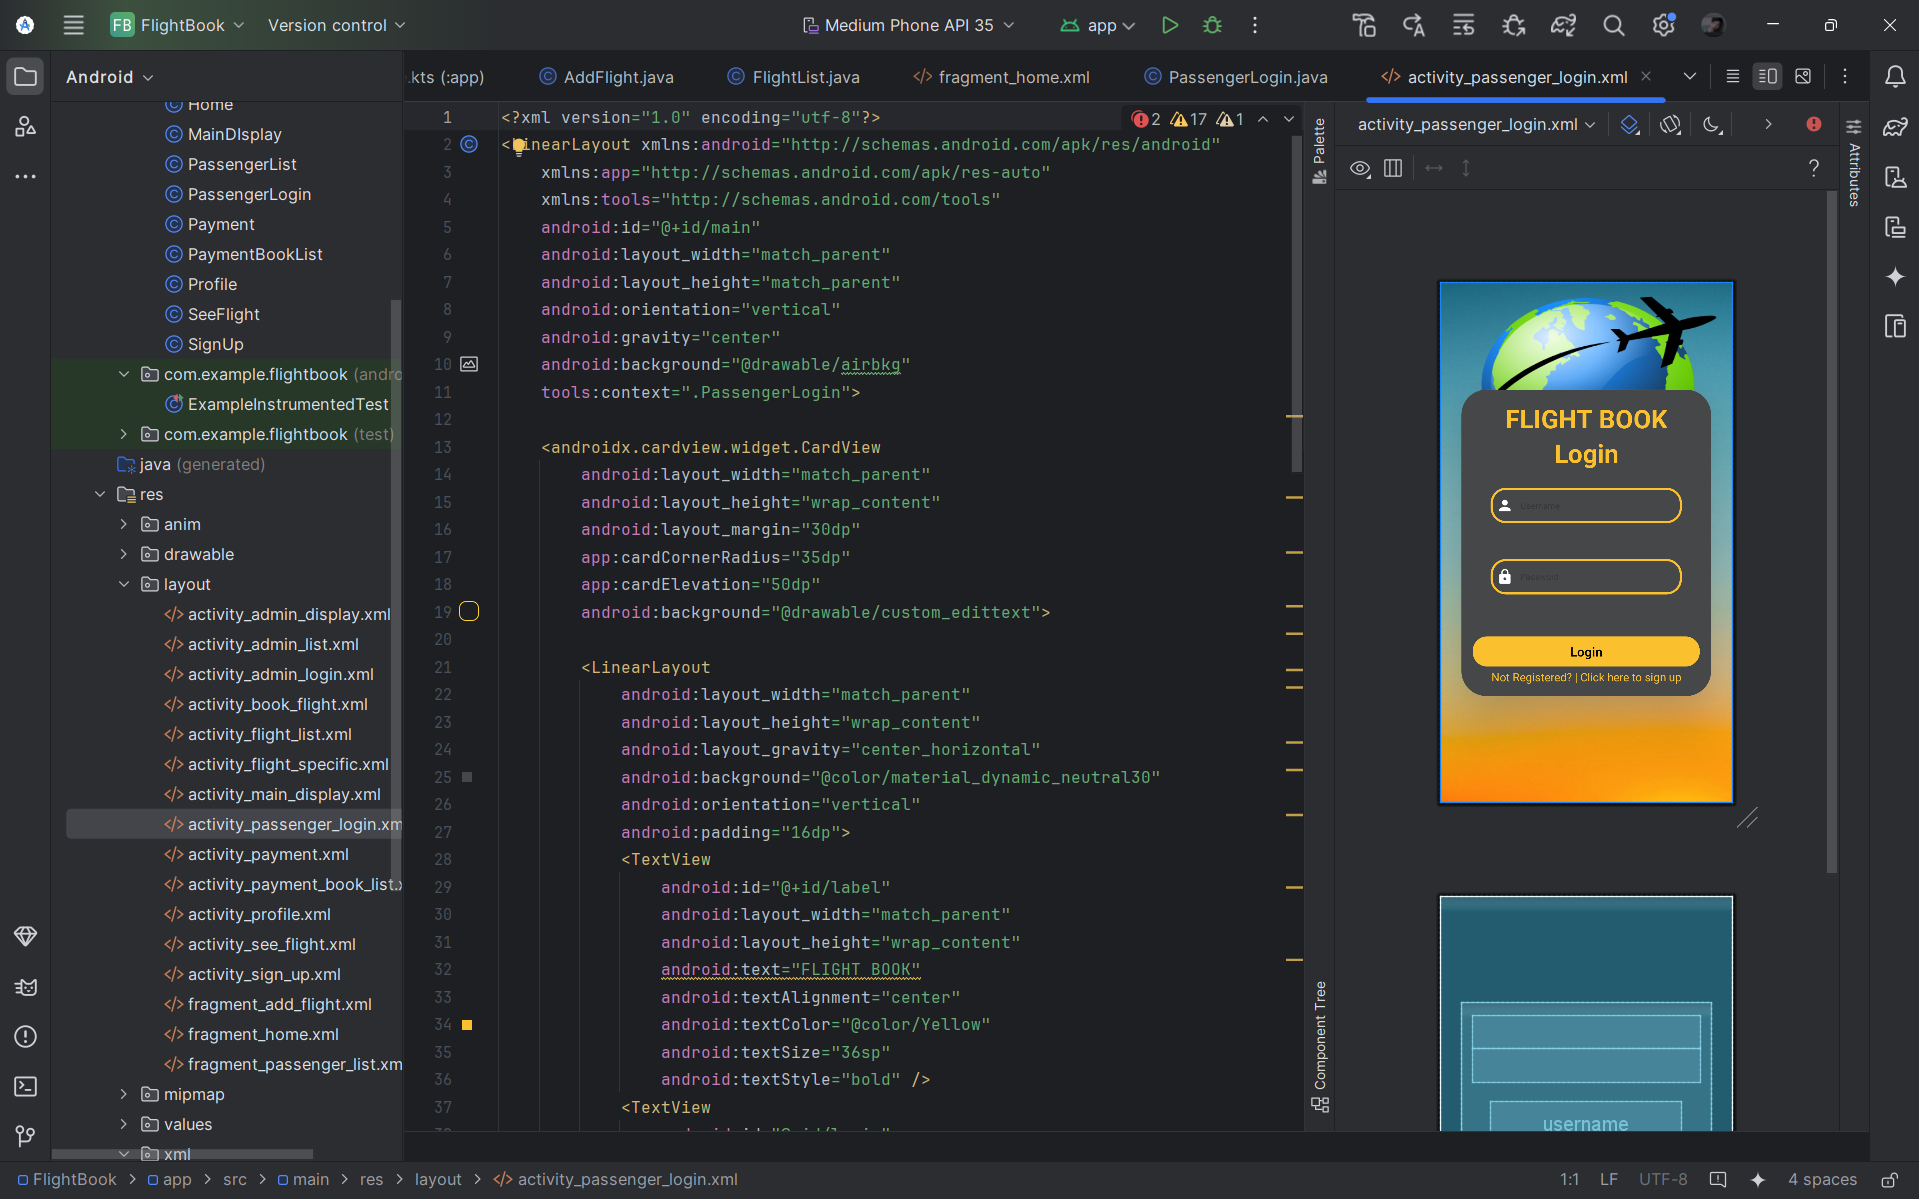 FB FlightBook Version control Medium Phone API 35 app
Android
Home
MainDIsplay
PassengerList
PassengerLogin
Payment
PaymentBookList
Profile
SeeFlight
SignUp
com.example.flightbook (andro
ExampleInstrumentedTest
com.example.flightbook (test)
java (generated)
res
anim
drawable
layout
activity_admin_display.xml
activity_admin_list.xml
activity_admin_login.xml
activity_book_flight.xml
activity_flight_list.xml
activity_flight_specific.xml
activity_main_display.xml
activity_passenger_login.xm
activity_payment.xml
activity_payment_book_list.x
activity_profile.xml
activity_see_flight.xml
activity_sign_up.xml
fragment_add_flight.xml
fragment_home.xml
fragment_passenger_list.xm
mipmap
values
xml
.kts (:app) AddFlight.java FlightList.java fragment_home.xml PassengerLogin.java activity_passenger_login.xml
2 17 1
1 <?xml version="1.0" encoding="utf-8"?>
2 <LinearLayout xmlns:android="http://schemas.android.com/apk/res/android"
3 xmlns:app="http://schemas.android.com/apk/res-auto"
4 xmlns:tools="http://schemas.android.com/tools"
5 android:id="@+id/main"
6 android:layout_width="match_parent"
7 android:layout_height="match_parent"
8 android:orientation="vertical"
9 android:gravity="center"
10 android:background="@drawable/airbkg"
11 tools:context=".PassengerLogin">
12
13 <androidx.cardview.widget.CardView
14 android:layout_width="match_parent"
15 android:layout_height="wrap_content"
16 android:layout_margin="30dp"
17 app:cardCornerRadius="35dp"
18 app:cardElevation="50dp"
19 android:background="@drawable/custom_edittext">
20
21 <LinearLayout
22 android:layout_width="match_parent"
23 android:layout_height="wrap_content"
24 android:layout_gravity="center_horizontal"
25 android:background="@color/material_dynamic_neutral30"
26 android:orientation="vertical"
27 android:padding="16dp">
28 <TextView
29 android:id="@+id/label"
30 android:layout_width="match_parent"
31 android:layout_height="wrap_content"
32 android:text="FLIGHT BOOK"
33 android:textAlignment="center"
34 android:textColor="@color/Yellow"
35 android:textSize="36sp"
36 android:textStyle="bold" />
37 <TextView
Palette
Component Tree
activity_passenger_login.xml
?
Attributes
FLIGHT BOOK
Login
Username
Password
Login
Not Registered? | Click here to sign up
username
FlightBook > app > src > main > res > layout > activity_passenger_login.xml
1:1 LF UTF-8 4 spaces